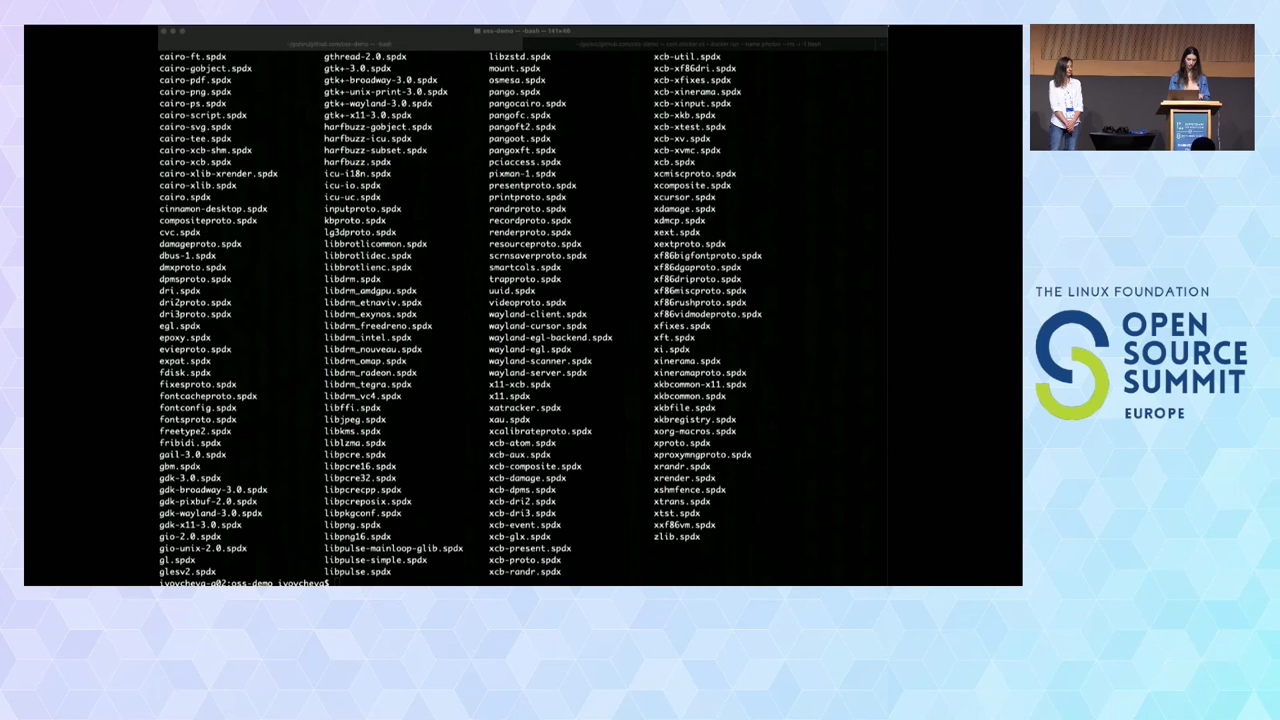 oss-demo — -bash — 141×46
cairo-ft.spdx gthread-2.0.spdx libzstd.spdx xcb-util.spdx
cairo-gobject.spdx gtk+-3.0.spdx mount.spdx xcb-xf86dri.spdx
cairo-pdf.spdx gtk+-broadway-3.0.spdx osmesa.spdx xcb-xfixes.spdx
cairo-png.spdx gtk+-unix-print-3.0.spdx pango.spdx xcb-xinerama.spdx
cairo-ps.spdx gtk+-wayland-3.0.spdx pangocairo.spdx xcb-xinput.spdx
cairo-script.spdx gtk+-x11-3.0.spdx pangofc.spdx xcb-xkb.spdx
cairo-svg.spdx harfbuzz-gobject.spdx pangoft2.spdx xcb-xtest.spdx
cairo-tee.spdx harfbuzz-icu.spdx pangoot.spdx xcb-xv.spdx
cairo-xcb-shm.spdx harfbuzz-subset.spdx pangoxft.spdx xcb-xvmc.spdx
cairo-xcb.spdx harfbuzz.spdx pciaccess.spdx xcb.spdx
cairo-xlib-xrender.spdx icu-i18n.spdx pixman-1.spdx xcmiscproto.spdx
cairo-xlib.spdx icu-io.spdx presentproto.spdx xcomposite.spdx
cairo.spdx icu-uc.spdx printproto.spdx xcursor.spdx
cinnamon-desktop.spdx inputproto.spdx randrproto.spdx xdamage.spdx
compositeproto.spdx kbproto.spdx recordproto.spdx xdmcp.spdx
cvc.spdx lg3dproto.spdx renderproto.spdx xext.spdx
damageproto.spdx libbrotlicommon.spdx resourceproto.spdx xextproto.spdx
dbus-1.spdx libbrotlidec.spdx scrnsaverproto.spdx xf86bigfontproto.spdx
dmxproto.spdx libbrotlienc.spdx smartcols.spdx xf86dgaproto.spdx
dpmsproto.spdx libdrm.spdx trapproto.spdx xf86driproto.spdx
dri.spdx libdrm_amdgpu.spdx uuid.spdx xf86miscproto.spdx
dri2proto.spdx libdrm_etnaviv.spdx videoproto.spdx xf86rushproto.spdx
dri3proto.spdx libdrm_exynos.spdx wayland-client.spdx xf86vidmodeproto.spdx
egl.spdx libdrm_freedreno.spdx wayland-cursor.spdx xfixes.spdx
epoxy.spdx libdrm_intel.spdx wayland-egl-backend.spdx xft.spdx
evieproto.spdx libdrm_nouveau.spdx wayland-egl.spdx xi.spdx
expat.spdx libdrm_omap.spdx wayland-scanner.spdx xinerama.spdx
fdisk.spdx libdrm_radeon.spdx wayland-server.spdx xineramaproto.spdx
fixesproto.spdx libdrm_tegra.spdx x11-xcb.spdx xkbcommon-x11.spdx
fontcacheproto.spdx libdrm_vc4.spdx x11.spdx xkbcommon.spdx
fontconfig.spdx libffi.spdx xatracker.spdx xkbfile.spdx
fontsproto.spdx libjpeg.spdx xau.spdx xkbregistry.spdx
freetype2.spdx libkms.spdx xcalibrateproto.spdx xorg-macros.spdx
fribidi.spdx liblzma.spdx xcb-atom.spdx xproto.spdx
gail-3.0.spdx libpcre.spdx xcb-aux.spdx xproxymngproto.spdx
gbm.spdx libpcre16.spdx xcb-composite.spdx xrandr.spdx
gdk-3.0.spdx libpcre32.spdx xcb-damage.spdx xrender.spdx
gdk-broadway-3.0.spdx libpcrecpp.spdx xcb-dpms.spdx xshmfence.spdx
gdk-pixbuf-2.0.spdx libpcreposix.spdx xcb-dri2.spdx xtrans.spdx
gdk-wayland-3.0.spdx libpkgconf.spdx xcb-dri3.spdx xtst.spdx
gdk-x11-3.0.spdx libpng.spdx xcb-event.spdx xxf86vm.spdx
gio-2.0.spdx libpng16.spdx xcb-glx.spdx zlib.spdx
gio-unix-2.0.spdx libpulse-mainloop-glib.spdx xcb-present.spdx
gl.spdx libpulse-simple.spdx xcb-proto.spdx
glesv2.spdx libpulse.spdx xcb-randr.spdx
ivovcheva-a02:oss-demo ivovcheva$
THE LINUX FOUNDATION
OPEN
SOURCE
SUMMIT
EUROPE